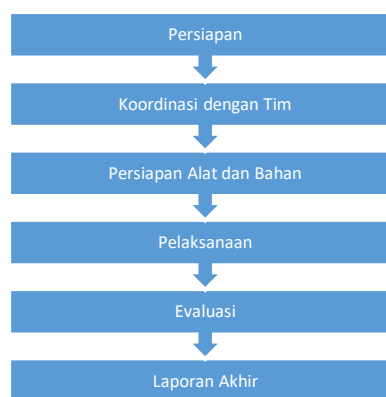 Persiapan
Koordinasi dengan Tim
Persiapan Alat dan Bahan
Pelaksanaan
Evaluasi
Laporan Akhir